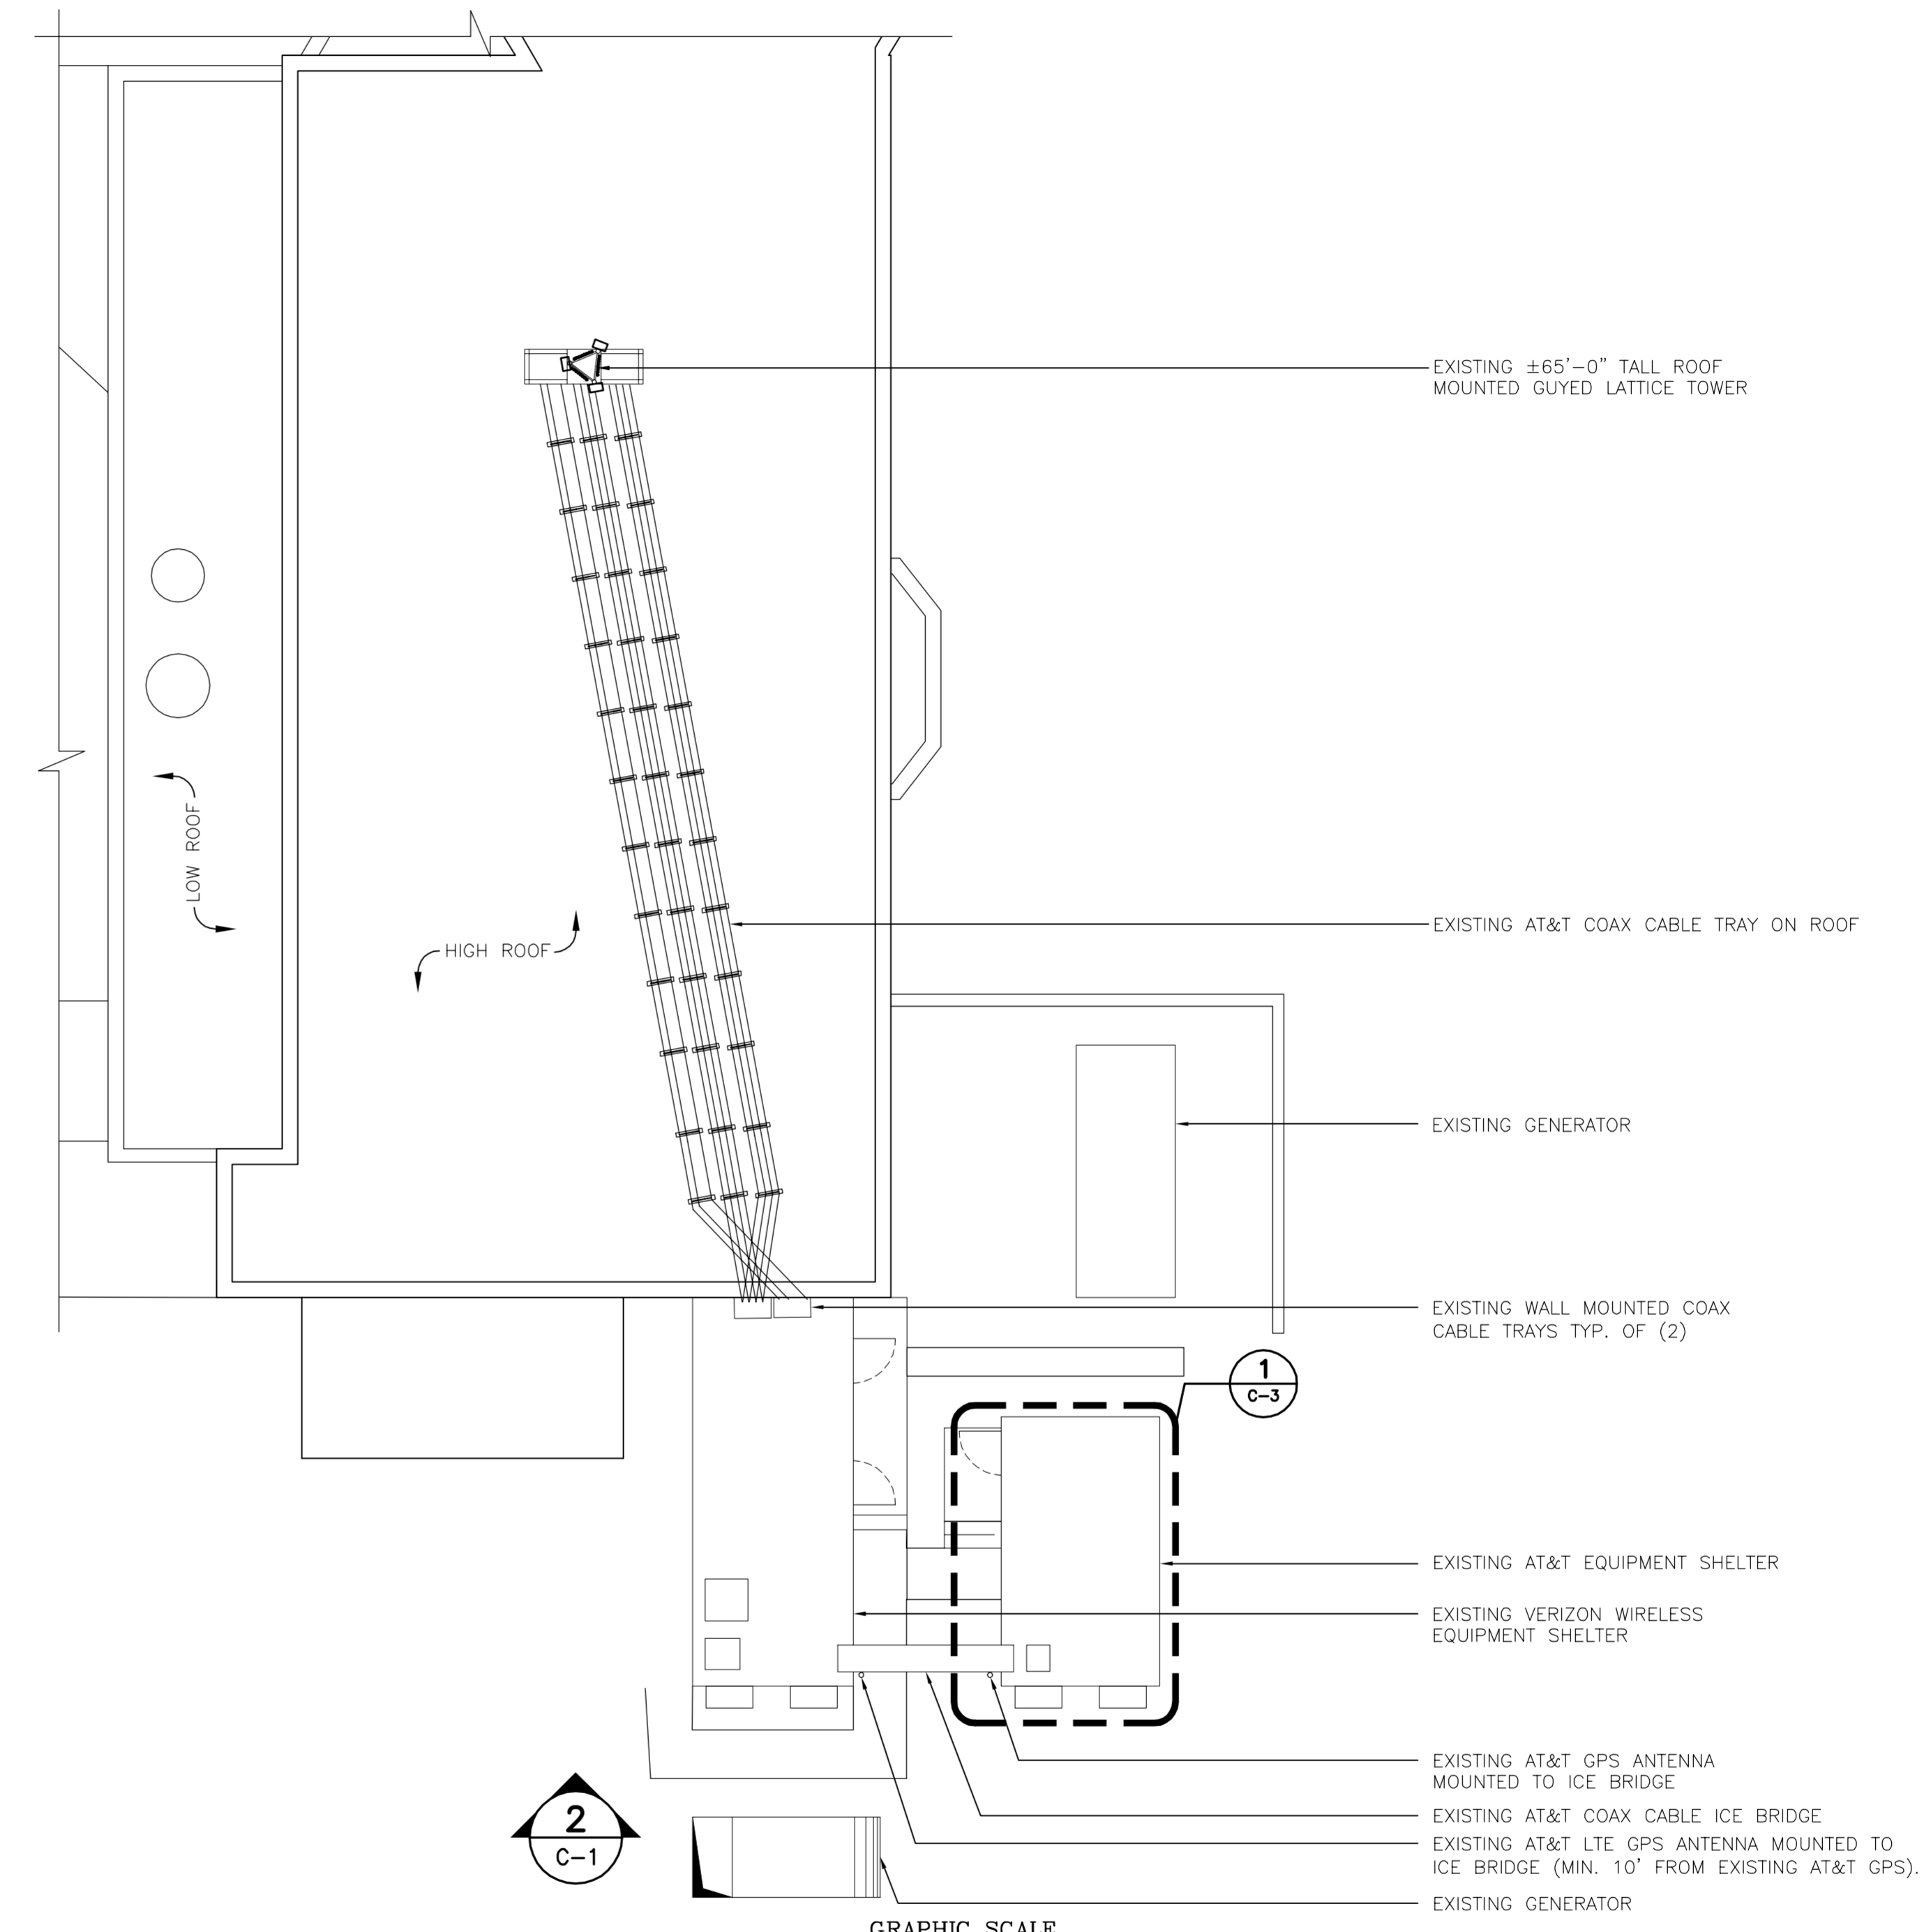 EXISTING ±65'-0" TALL ROOF
MOUNTED GUYED LATTICE TOWER
LOW ROOF
HIGH ROOF
EXISTING AT&T COAX CABLE TRAY ON ROOF
EXISTING GENERATOR
EXISTING WALL MOUNTED COAX
CABLE TRAYS TYP. OF (2)
1
C-3
EXISTING AT&T EQUIPMENT SHELTER
EXISTING VERIZON WIRELESS
EQUIPMENT SHELTER
EXISTING AT&T GPS ANTENNA
MOUNTED TO ICE BRIDGE
EXISTING AT&T COAX CABLE ICE BRIDGE
EXISTING AT&T LTE GPS ANTENNA MOUNTED TO
ICE BRIDGE (MIN. 10' FROM EXISTING AT&T GPS).
EXISTING GENERATOR
2
C-1
GRAPHIC SCALE